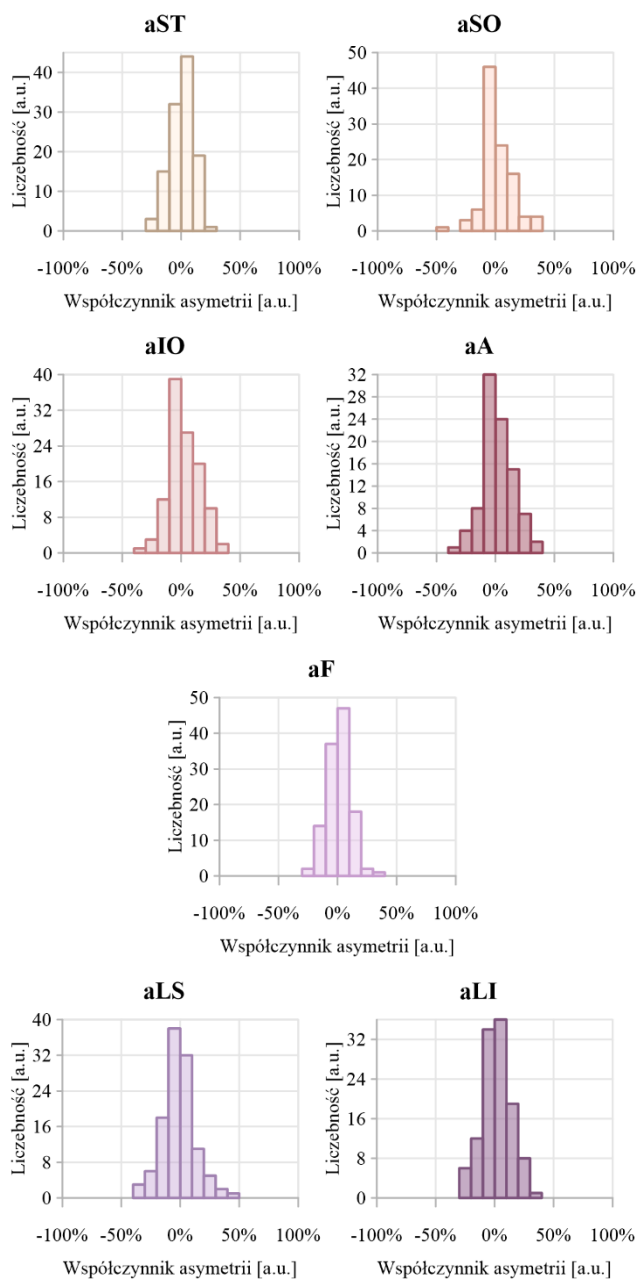 aST
aSO
Liczebność [a.u.]
40
30
20
10
0
-100% -50% 0% 50% 100%
Współczynnik asymetrii [a.u.]
Liczebność [a.u.]
50
40
30
20
10
0
-100% -50% 0% 50% 100%
Współczynnik asymetrii [a.u.]
aIO
aA
Liczebność [a.u.]
40
32
24
16
8
0
-100% -50% 0% 50% 100%
Współczynnik asymetrii [a.u.]
Liczebność [a.u.]
32
28
24
20
16
12
8
4
0
-100% -50% 0% 50% 100%
Współczynnik asymetrii [a.u.]
aF
Liczebność [a.u.]
50
40
30
20
10
0
-100% -50% 0% 50% 100%
Współczynnik asymetrii [a.u.]
aLS
aLI
Liczebność [a.u.]
40
32
24
16
8
0
-100% -50% 0% 50% 100%
Współczynnik asymetrii [a.u.]
Liczebność [a.u.]
32
24
16
8
0
-100% -50% 0% 50% 100%
Współczynnik asymetrii [a.u.]